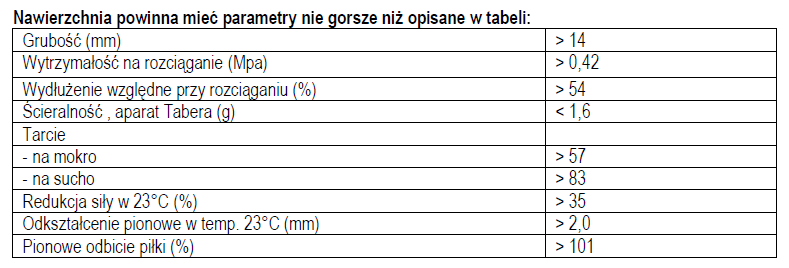 Nawierzchnia powinna mieć parametry nie gorsze niż opisane w tabeli:
Grubość (mm) > 14
Wytrzymałość na rozciąganie (Mpa) > 0,42
Wydłużenie względne przy rozciąganiu (%) > 54
Ścieralność , aparat Tabera (g) < 1,6
Tarcie
- na mokro > 57
- na sucho > 83
Redukcja siły w 23°C (%) > 35
Odkształcenie pionowe w temp. 23°C (mm) > 2,0
Pionowe odbicie piłki (%) > 101